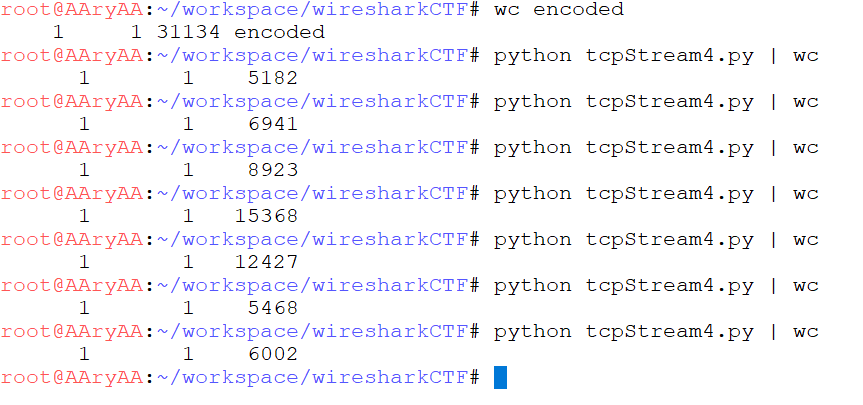 root@AAryAA:~/workspace/wiresharkCTF# wc encoded
    1     1 31134 encoded
root@AAryAA:~/workspace/wiresharkCTF# python tcpStream4.py | wc
      1       1    5182
root@AAryAA:~/workspace/wiresharkCTF# python tcpStream4.py | wc
      1       1    6941
root@AAryAA:~/workspace/wiresharkCTF# python tcpStream4.py | wc
      1       1    8923
root@AAryAA:~/workspace/wiresharkCTF# python tcpStream4.py | wc
      1       1   15368
root@AAryAA:~/workspace/wiresharkCTF# python tcpStream4.py | wc
      1       1   12427
root@AAryAA:~/workspace/wiresharkCTF# python tcpStream4.py | wc
      1       1    5468
root@AAryAA:~/workspace/wiresharkCTF# python tcpStream4.py | wc
      1       1    6002
root@AAryAA:~/workspace/wiresharkCTF#